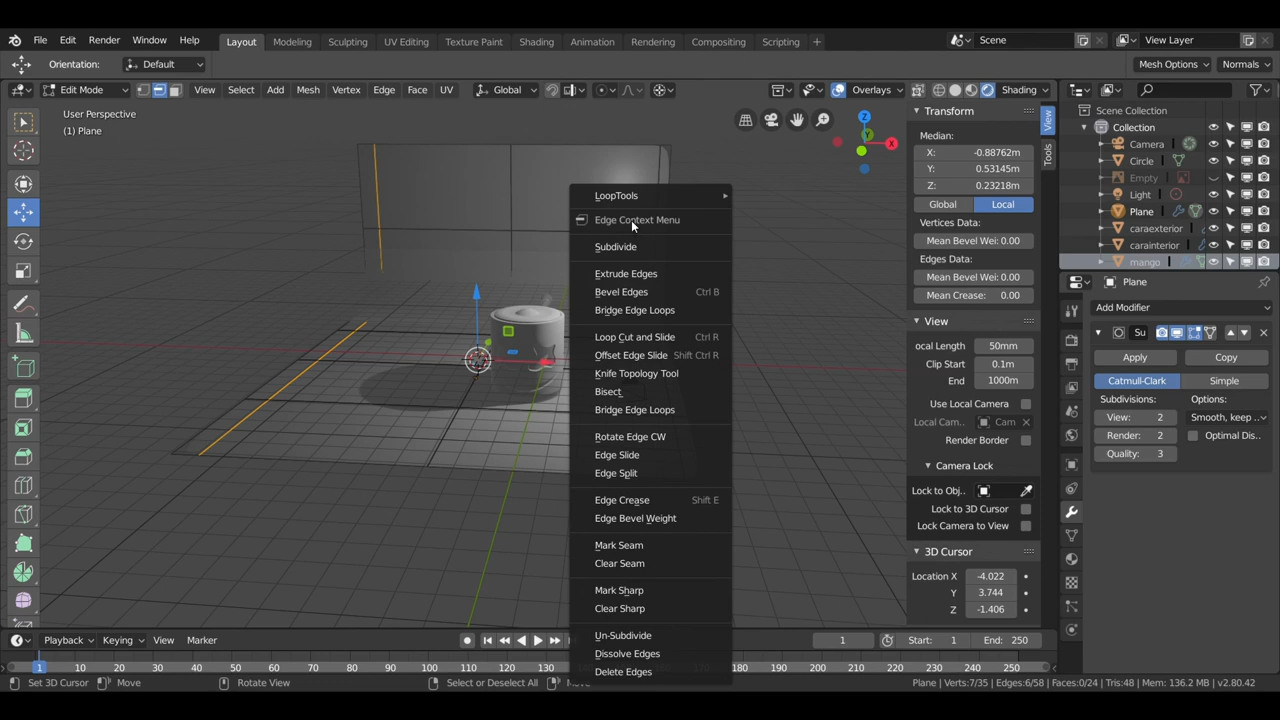 File Edit Render Window Help Layout Modeling Sculpting UV Editing Texture Paint Shading Animation Rendering Compositing Scripting + Scene View Layer
Orientation: Default Mesh Options Normals
Edit Mode View Select Add Mesh Vertex Edge Face UV Global Overlays Shading
User Perspective
(1) Plane
Z
Y
X
LoopTools
Edge Context Menu
Subdivide
Extrude Edges
Bevel Edges Ctrl B
Bridge Edge Loops
Loop Cut and Slide Ctrl R
Offset Edge Slide Shift Ctrl R
Knife Topology Tool
Bisect
Bridge Edge Loops
Rotate Edge CW
Edge Slide
Edge Split
Edge Crease Shift E
Edge Bevel Weight
Mark Seam
Clear Seam
Mark Sharp
Clear Sharp
Un-Subdivide
Dissolve Edges
Delete Edges
Transform
Median:
X: -0.88762m
Y: 0.53145m
Z: 0.23218m
Global Local
Vertices Data:
Mean Bevel Wei: 0.00
Edges Data:
Mean Bevel Wei: 0.00
Mean Crease: 0.00
View
ocal Length 50mm
Clip Start 0.1m
End 1000m
Use Local Camera
Local Cam.. Cam
Render Border
Camera Lock
Lock to Obj..
Lock to 3D Cursor
Lock Camera to View
3D Cursor
Location X -4.022
Y 3.744
Z -1.406
View
Tools
Scene Collection
Collection
Camera
Circle
Empty
Light
Plane
caraexterior
carainterior
mango
Plane
Add Modifier
Su
Apply Copy
Catmull-Clark Simple
Subdivisions: Options:
View: 2 Smooth, keep ..
Render: 2 Optimal Dis..
Quality: 3
Playback Keying View Marker 1 Start: 1 End: 250
1 10 20 30 40 50 60 70 80 90 100 110 120 130 180 190 200 210 220 230 240 250
Set 3D Cursor Move Rotate View Select or Deselect All Move Plane | Verts:7/35 | Edges:6/58 | Faces:0/24 | Tris:48 | Mem: 136.2 MB | v2.80.42